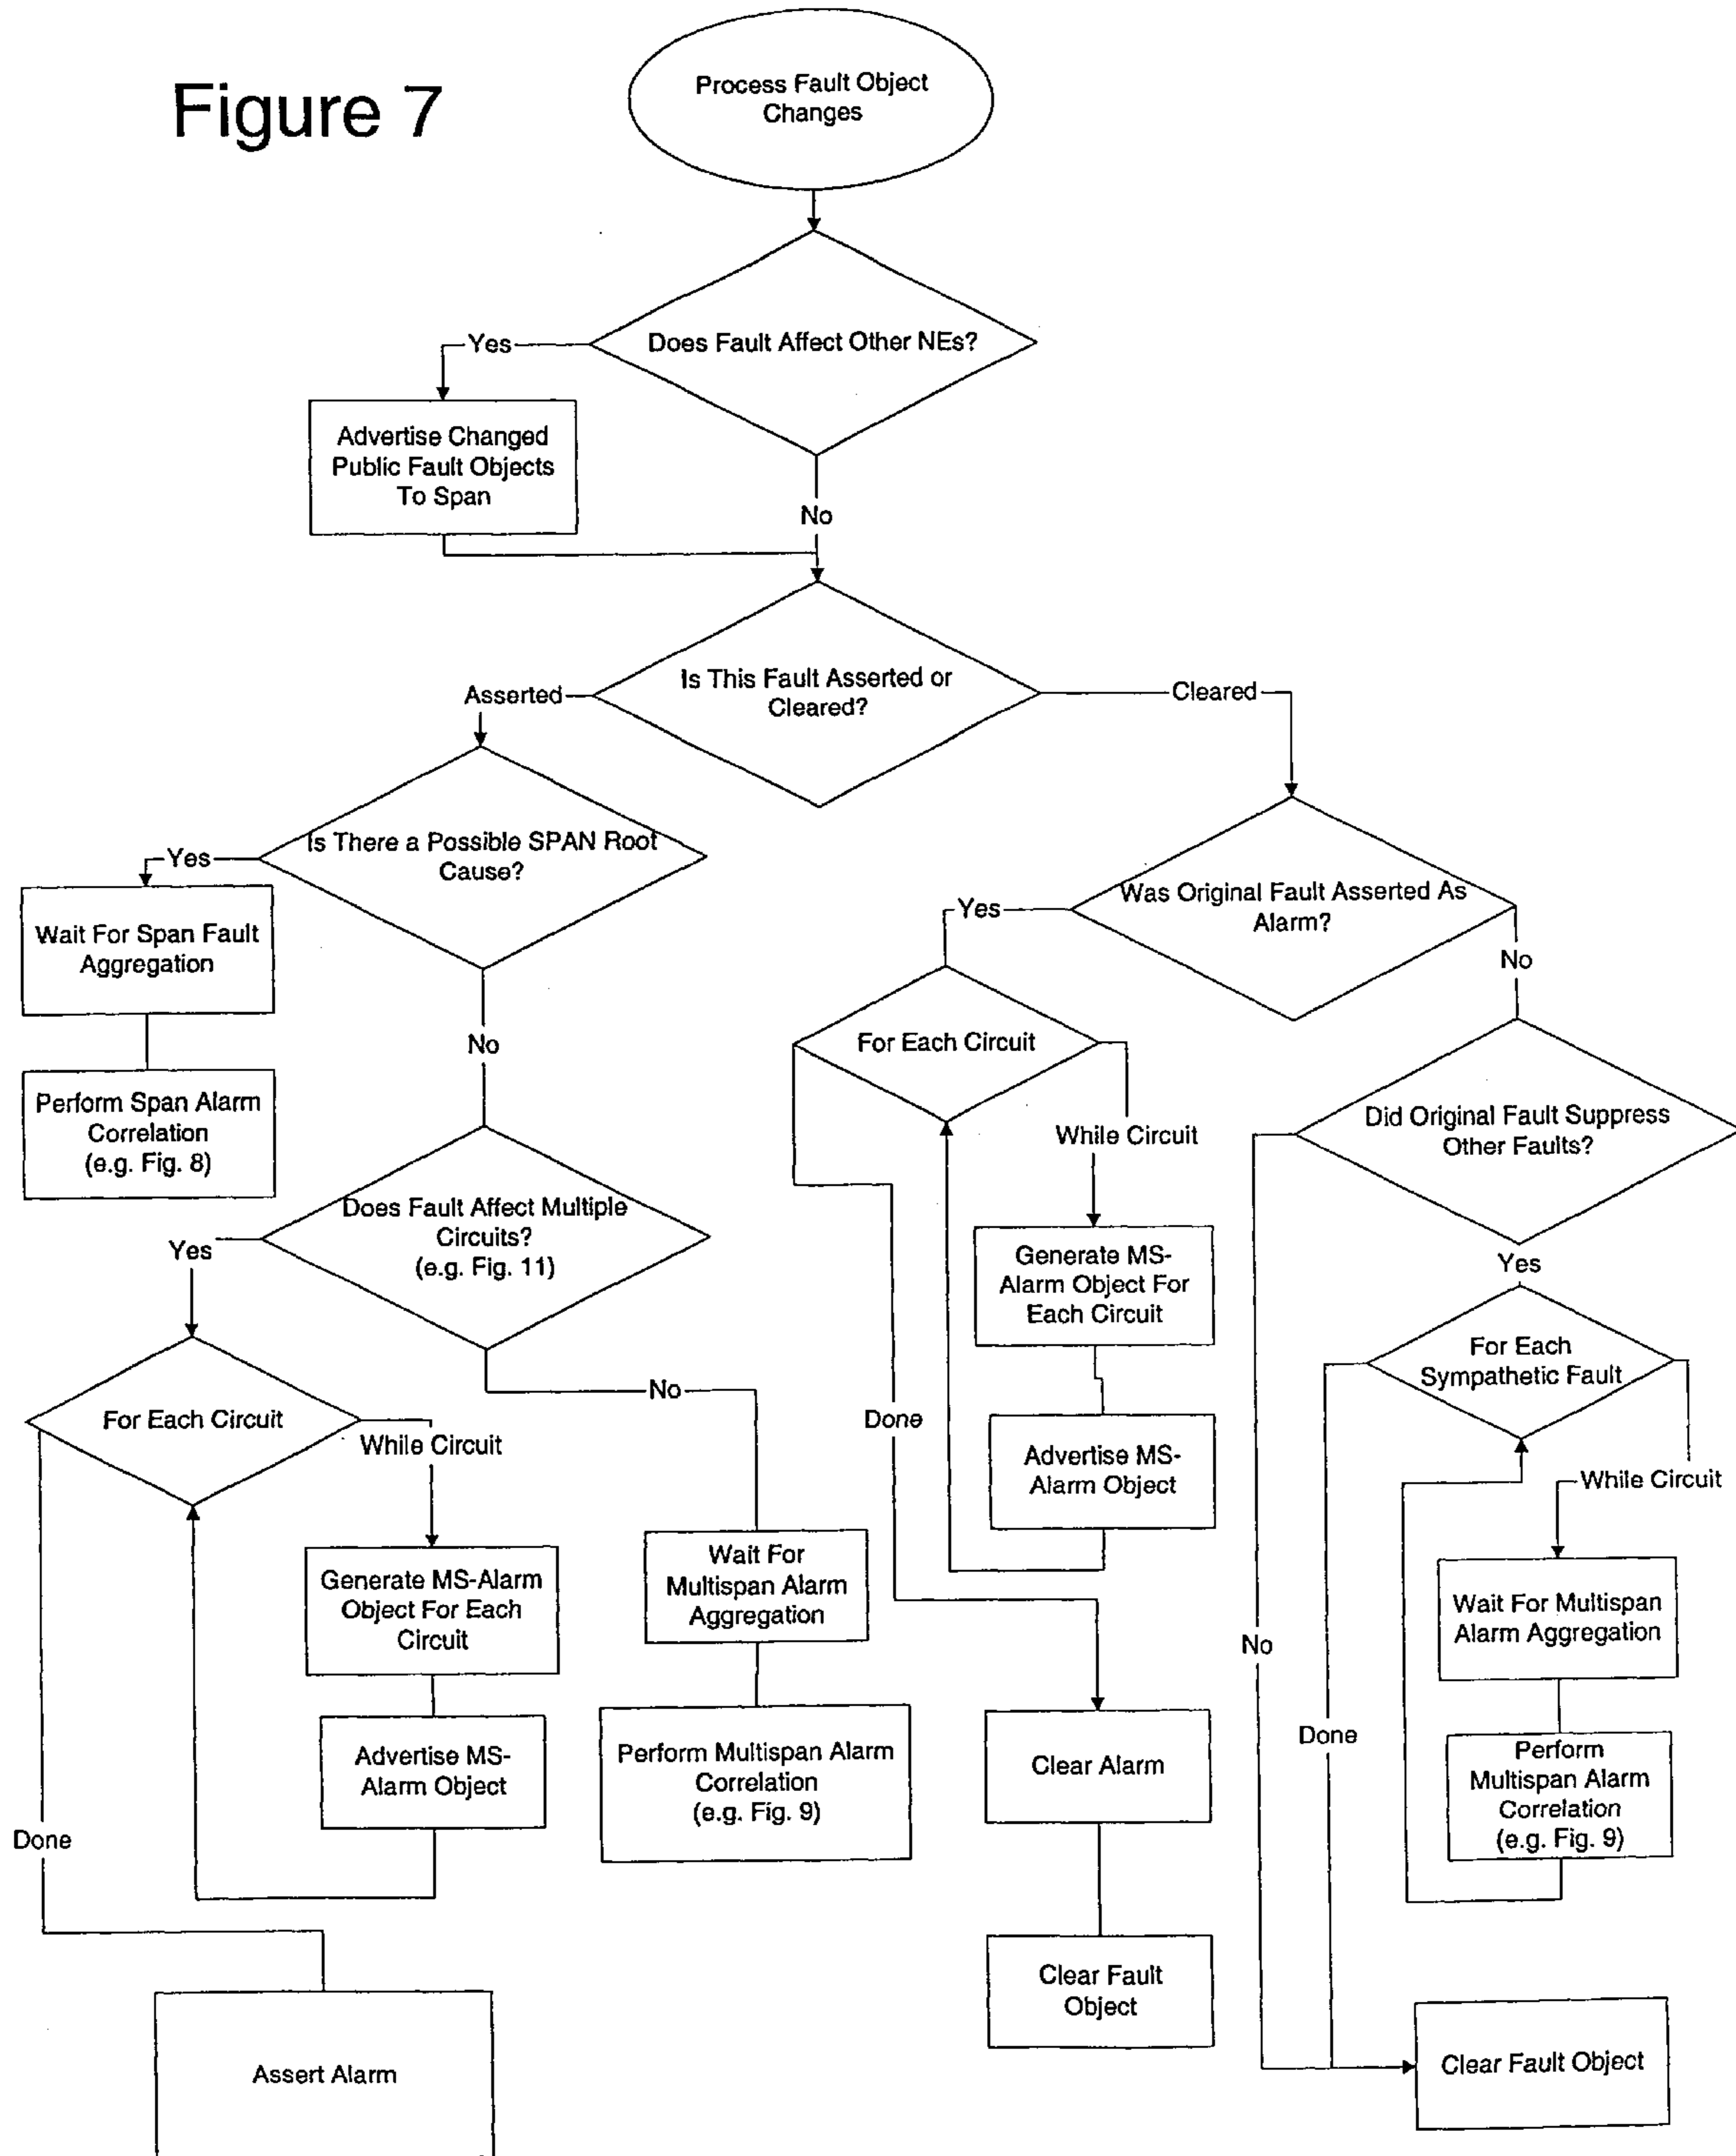 Figure 7
Process Fault Object
Changes
Does Fault Affect Other NEs?
Yes
Advertise Changed
Public Fault Objects
To Span
No
Is This Fault Asserted or
Cleared?
Asserted
Cleared
Is There a Possible SPAN Root
Cause?
Yes
Wait For Span Fault
Aggregation
Perform Span Alarm
Correlation
(e.g. Fig. 8)
No
Does Fault Affect Multiple
Circuits?
(e.g. Fig. 11)
Yes
For Each Circuit
While Circuit
Generate MS-Alarm
Object For Each
Circuit
Advertise MS-
Alarm Object
Done
Assert Alarm
No
Wait For
Multispan Alarm
Aggregation
Perform Multispan Alarm
Correlation
(e.g. Fig. 9)
Was Original Fault Asserted As
Alarm?
Yes
For Each Circuit
While Circuit
Generate MS-
Alarm Object For
Each Circuit
Advertise MS-
Alarm Object
Done
Clear Alarm
Clear Fault
Object
No
Did Original Fault Suppress
Other Faults?
Yes
For Each
Sympathetic Fault
While Circuit
Wait For Multispan
Alarm Aggregation
Perform
Multispan Alarm
Correlation
(e.g. Fig. 9)
No
Done
Clear Fault Object